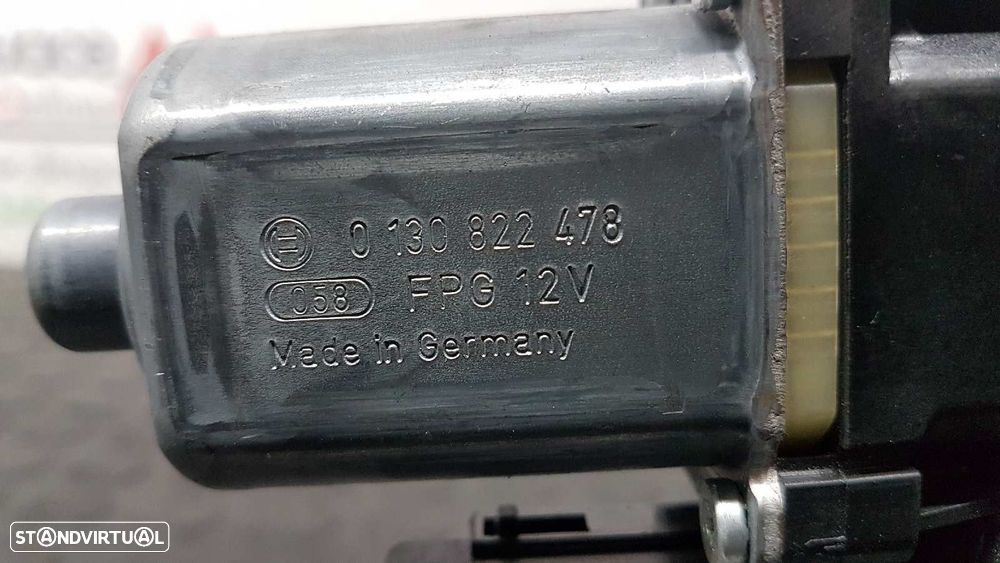 0 130 822 478
058 FPG 12V
Made in Germany
STANDVIRTUAL